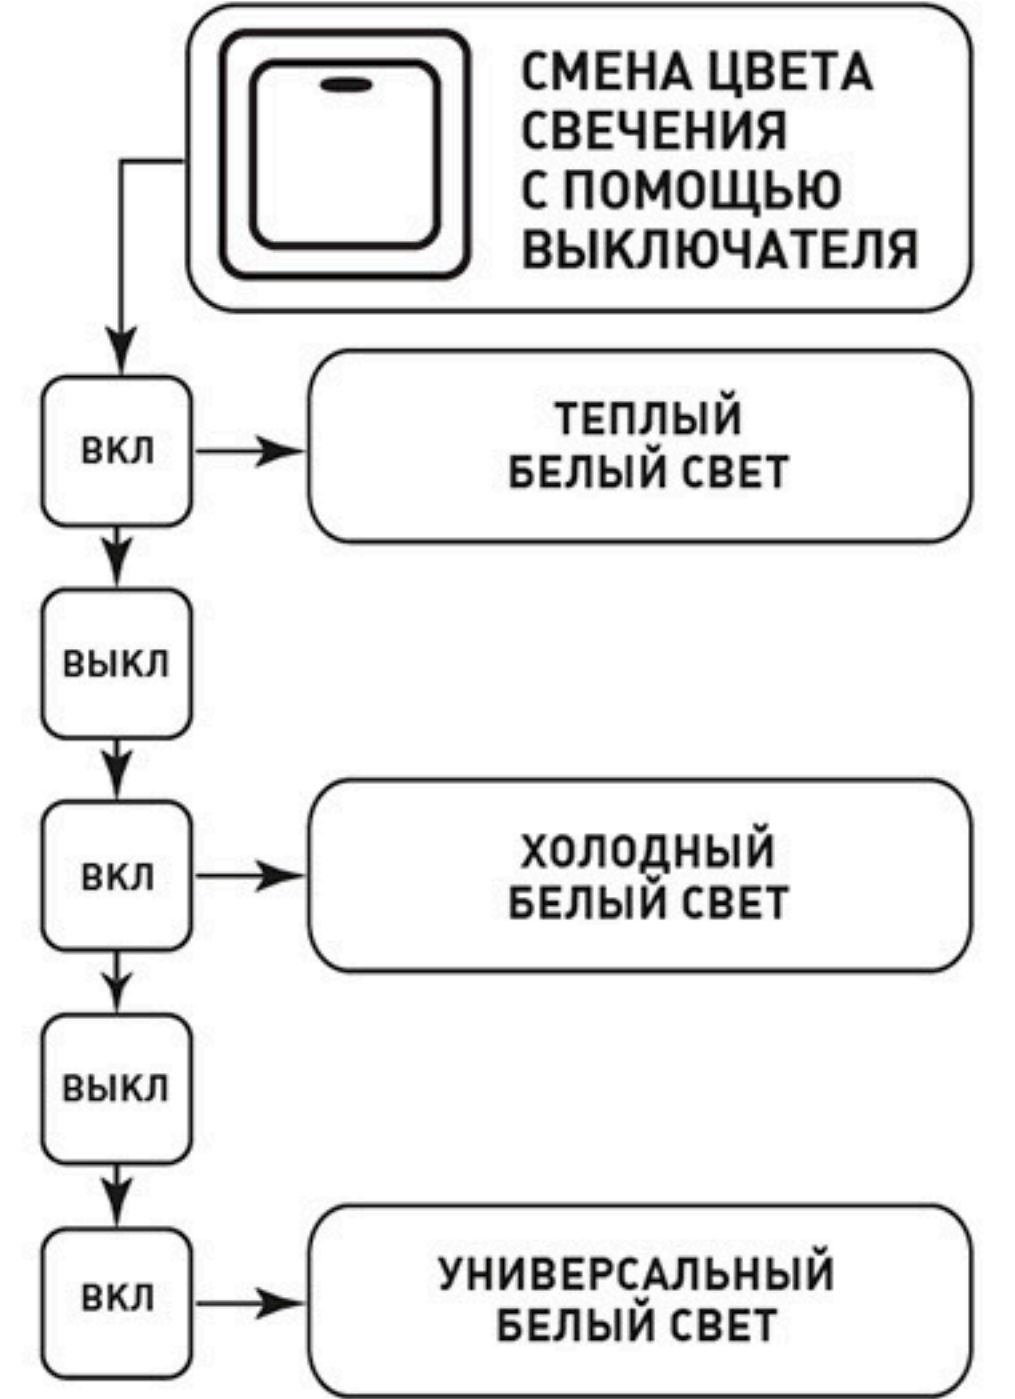 СМЕНА ЦВЕТА
СВЕЧЕНИЯ
С ПОМОЩЬЮ
ВЫКЛЮЧАТЕЛЯ
ВКЛ
ТЕПЛЫЙ
БЕЛЫЙ СВЕТ
ВЫКЛ
ВКЛ
ХОЛОДНЫЙ
БЕЛЫЙ СВЕТ
ВЫКЛ
ВКЛ
УНИВЕРСАЛЬНЫЙ
БЕЛЫЙ СВЕТ